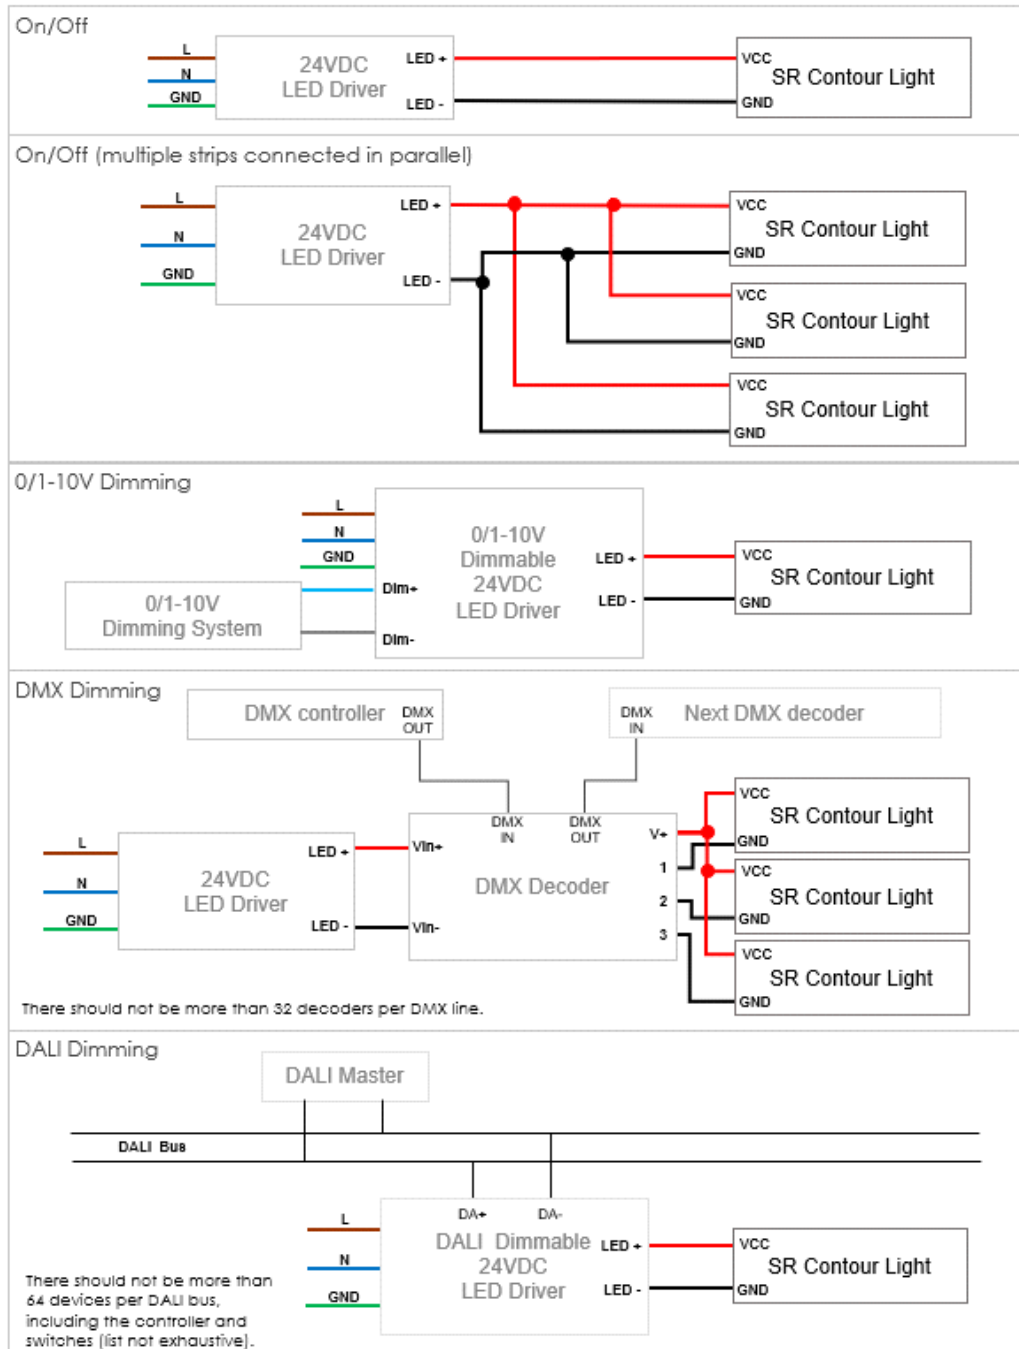 On/Off
L
N
GND
24VDC
LED Driver
LED +
LED -
VCC
SR Contour Light
GND
On/Off (multiple strips connected in parallel)
L
N
GND
24VDC
LED Driver
LED +
LED -
VCC
SR Contour Light
GND
VCC
SR Contour Light
GND
VCC
SR Contour Light
GND
0/1-10V Dimming
L
N
GND
0/1-10V
Dimming System
Dim+
Dim-
0/1-10V
Dimmable
24VDC
LED Driver
LED +
LED -
VCC
SR Contour Light
GND
DMX Dimming
DMX controller
DMX
OUT
DMX
IN
Next DMX decoder
L
N
GND
24VDC
LED Driver
LED +
LED -
Vin+
Vin-
DMX
IN
DMX
OUT
DMX Decoder
V+
1
2
3
VCC
SR Contour Light
GND
VCC
SR Contour Light
GND
VCC
SR Contour Light
GND
There should not be more than 32 decoders per DMX line.
DALI Dimming
DALI Master
DALI Bus
L
N
GND
DA+
DA-
DALI Dimmable
24VDC
LED Driver
LED +
LED -
VCC
SR Contour Light
GND
There should not be more than
64 devices per DALI bus,
including the controller and
switches (list not exhaustive).